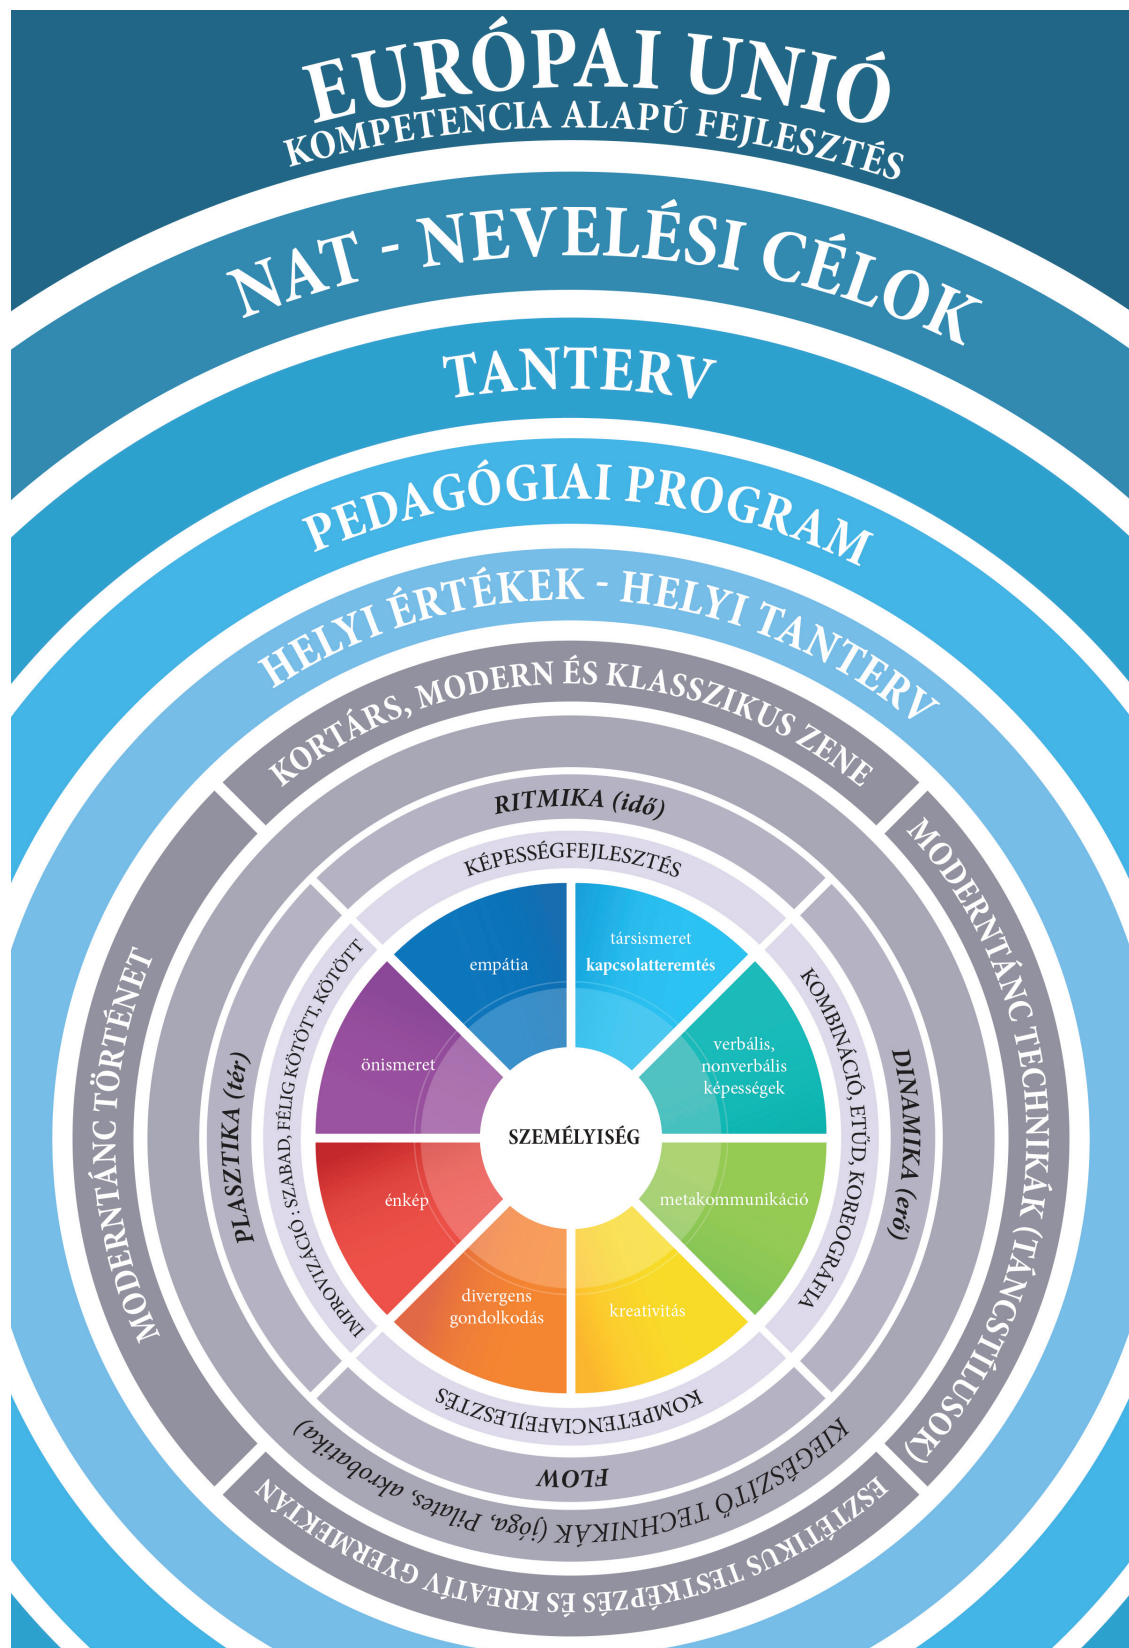 EURÓPAI UNIÓ
KOMPETENCIA ALAPÚ FEJLESZTÉS
NAT - NEVELÉSI CÉLOK
TANTERV
PEDAGÓGIAI PROGRAM
HELYI ÉRTÉKEK - HELYI TANTERV
KORTÁRS, MODERN ÉS KLASSZIKUS ZENE
MODERNTÁNC TECHNIKÁK (TÁNCSTÍLUSOK)
ESZTÉTIKUS TESTKÉPZÉS ÉS KREATÍV GYERMEKTÁN
MODERNTÁNC TÖRTÉNET
KIEGÉSZÍTŐ TECHNIKÁK (jóga, Pilates, akrobatika)
RITMIKA (idő)
DINAMIKA (erő)
FLOW
PLASZTIKA (tér)
KÉPESSÉGFEJLESZTÉS
KOMBINÁCIÓ, ETŰD, KOREOGRÁFIA
KOMPETENCIAFEJLESZTÉS
IMPROVIZÁCIÓ : SZABAD, FÉLIG KÖTÖTT, KÖTÖTT
empátia
társismeret
kapcsolatteremtés
verbális,
nonverbális
képességek
metakommunikáció
kreativitás
divergens
gondolkodás
énkép
önismeret
SZEMÉLYISÉG